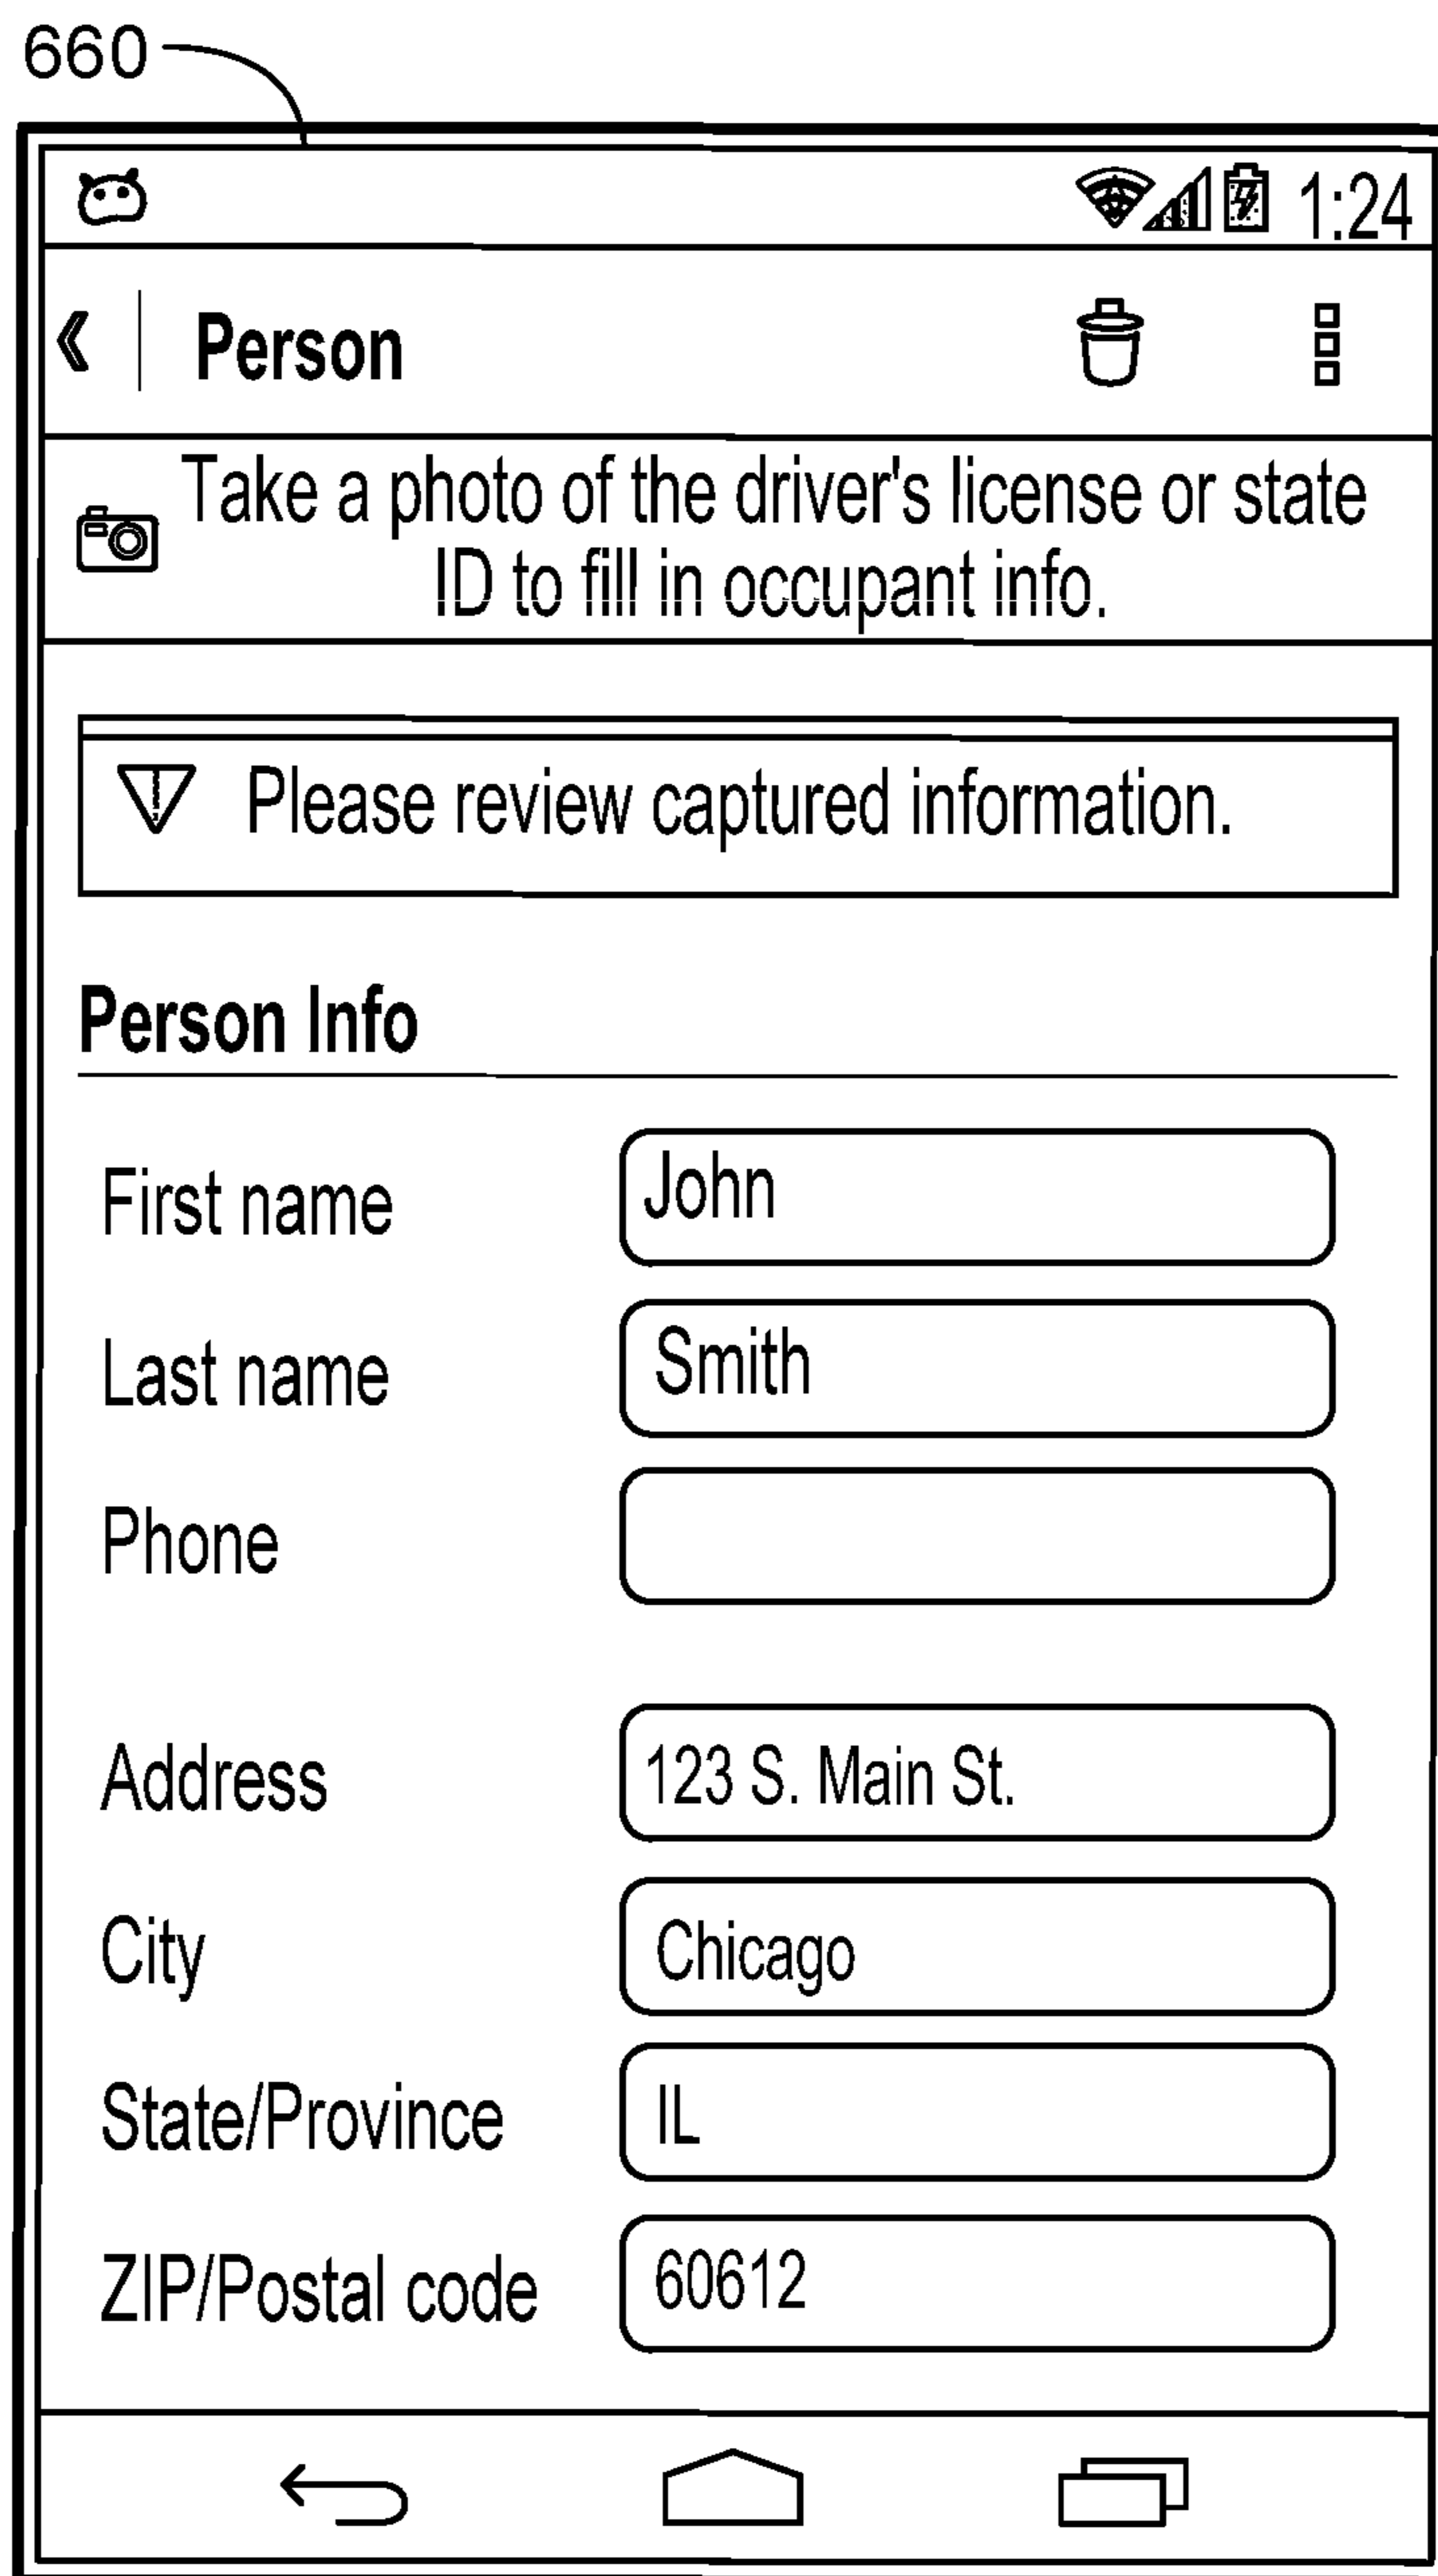 660
1:24
Person
Take a photo of the driver's license or state
ID to fill in occupant info.
Please review captured information.
Person Info
First name John
Last name Smith
Phone
Address 123 S. Main St.
City Chicago
State/Province IL
ZIP/Postal code 60612